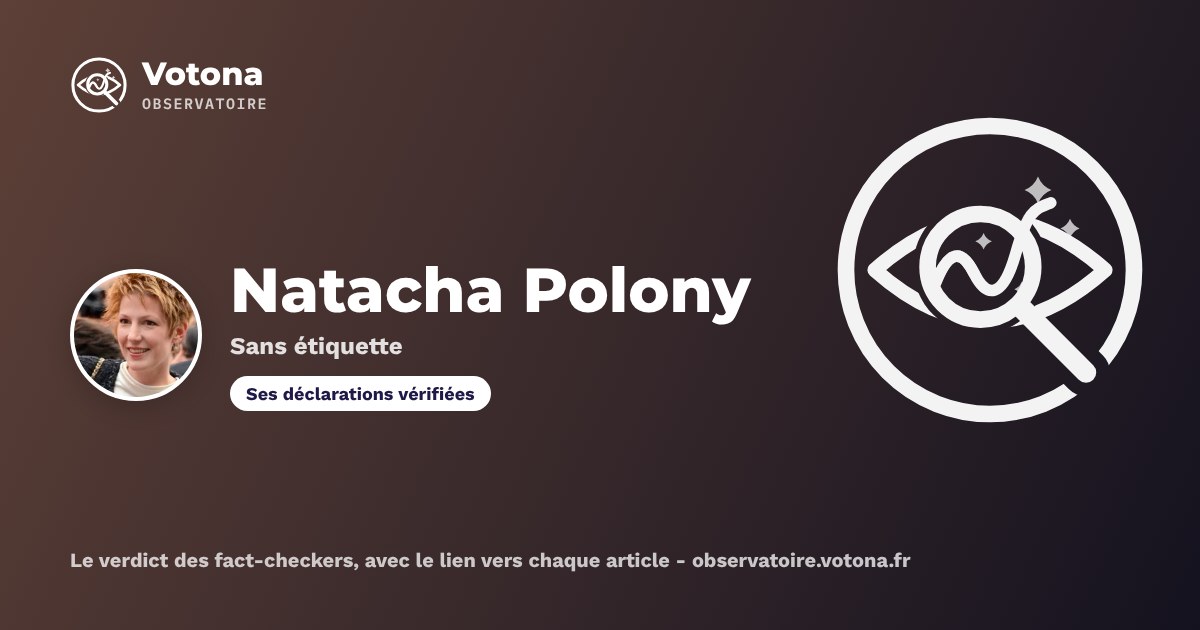 Votona
OBSERVATOIRE
Natacha Polony
Sans étiquette
Ses déclarations vérifiées
Le verdict des fact-checkers, avec le lien vers chaque article - observatoire.votona.fr